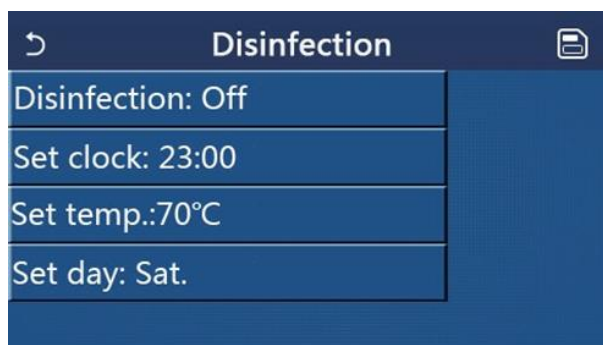 Disinfection
Disinfection: Off
Set clock: 23:00
Set temp.:70℃
Set day: Sat.